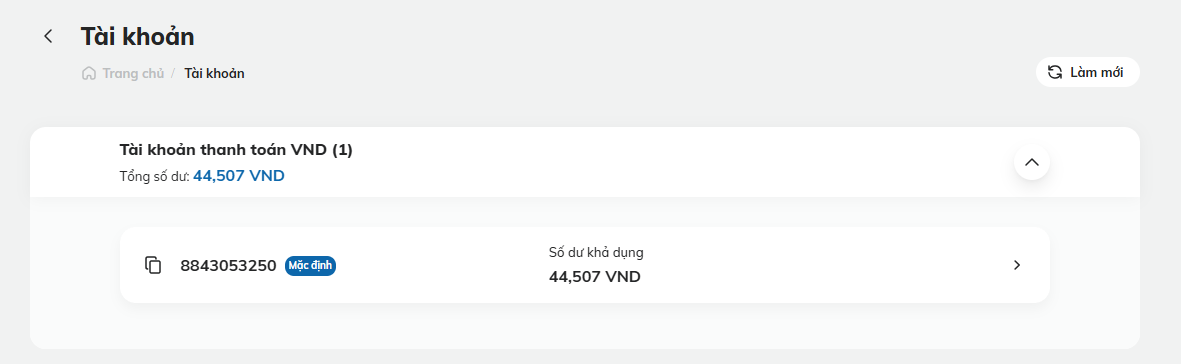 Tài khoản
Trang chủ / Tài khoản
Làm mới
Tài khoản thanh toán VND (1)
Tổng số dư: 44,507 VND
8843053250 Mặc định
Số dư khả dụng
44,507 VND